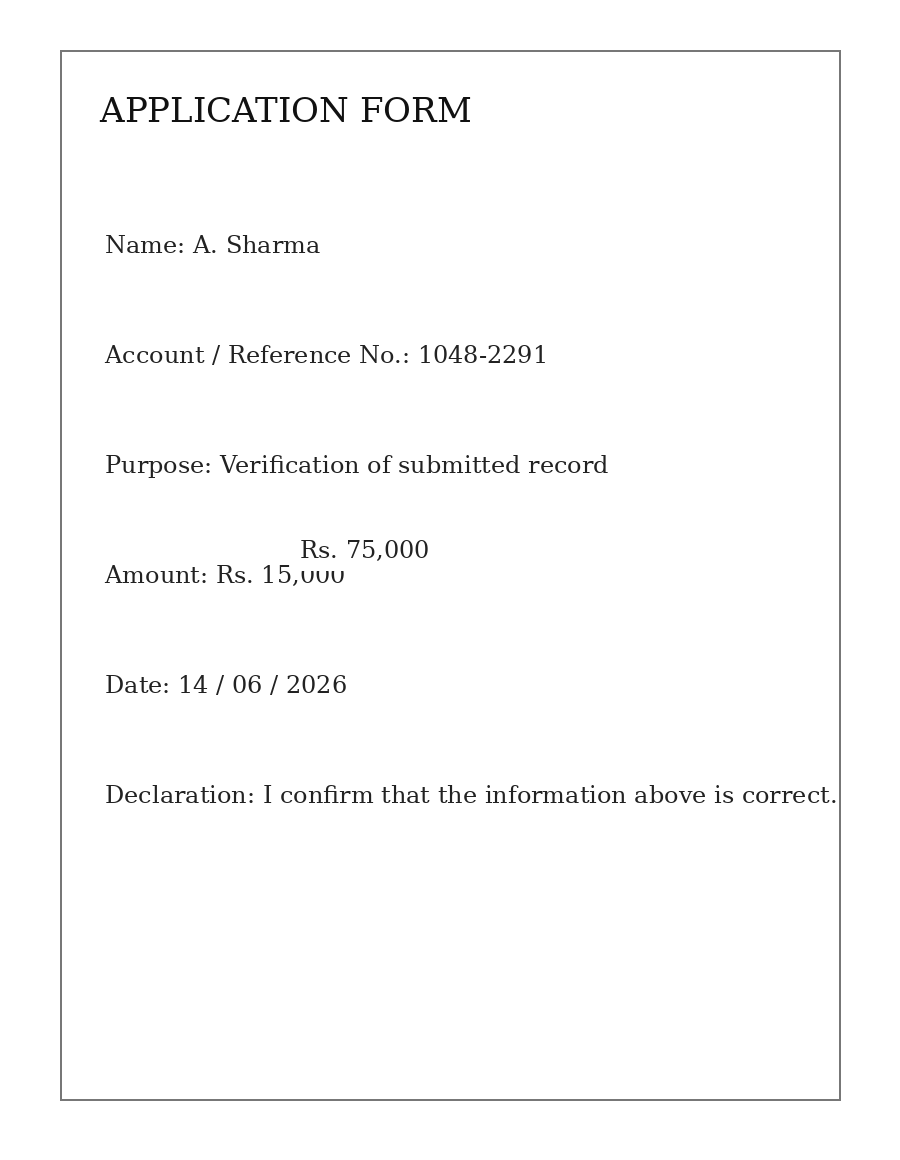 APPLICATION FORM
Name: A. Sharma
Account / Reference No.: 1048-2291
Purpose: Verification of submitted record
Rs. 75,000
Amount: Rs. 15,000
Date: 14 / 06 / 2026
Declaration: I confirm that the information above is correct.